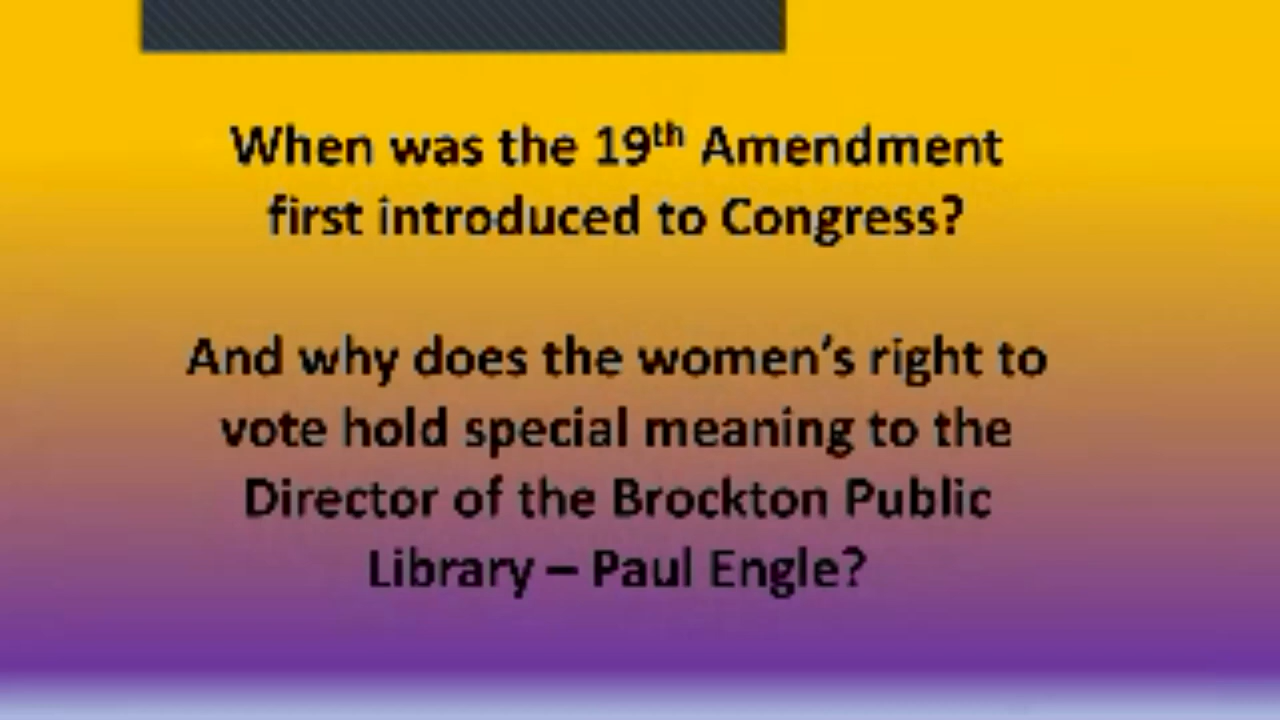 When was the 19th Amendment
first introduced to Congress?
And why does the women’s right to
vote hold special meaning to the
Director of the Brockton Public
Library – Paul Engle?